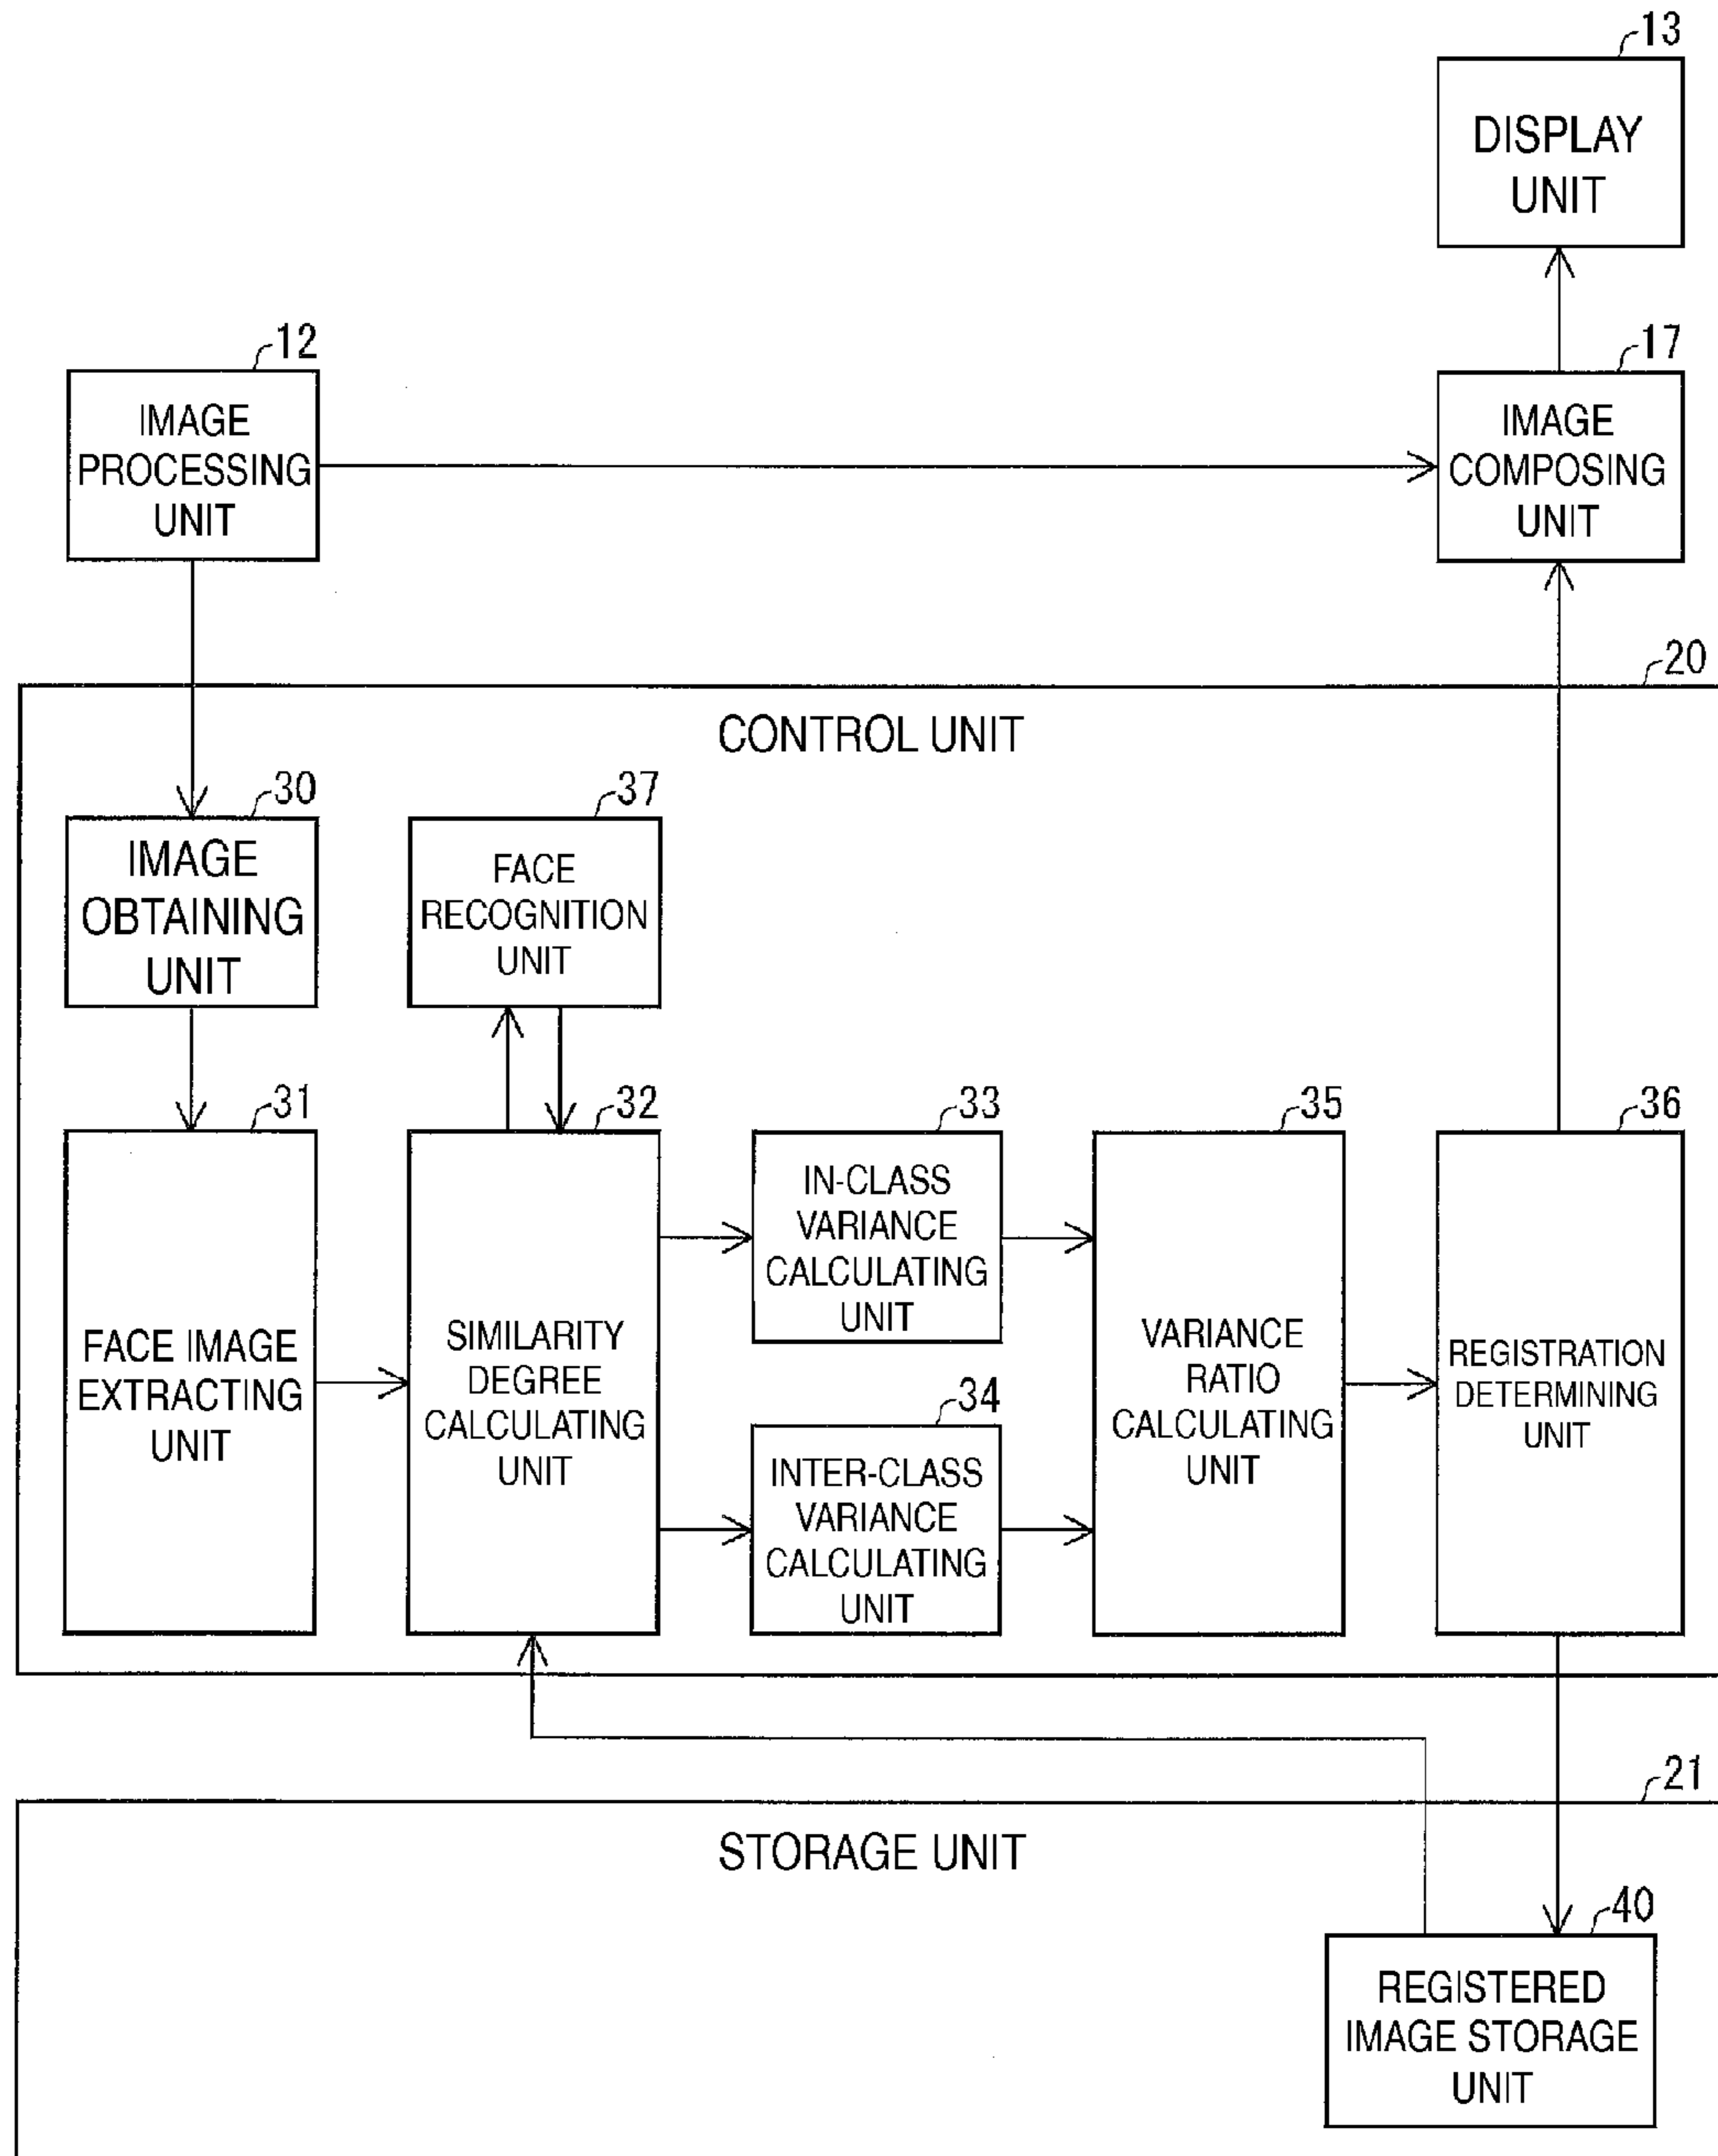 13
DISPLAY
UNIT
12
IMAGE
PROCESSING
UNIT
17
IMAGE
COMPOSING
UNIT
20
CONTROL UNIT
30
IMAGE
OBTAINING
UNIT
37
FACE
RECOGNITION
UNIT
31
FACE IMAGE
EXTRACTING
UNIT
32
SIMILARITY
DEGREE
CALCULATING
UNIT
33
IN-CLASS
VARIANCE
CALCULATING
UNIT
34
INTER-CLASS
VARIANCE
CALCULATING
UNIT
35
VARIANCE
RATIO
CALCULATING
UNIT
36
REGISTRATION
DETERMINING
UNIT
21
STORAGE UNIT
40
REGISTERED
IMAGE STORAGE
UNIT